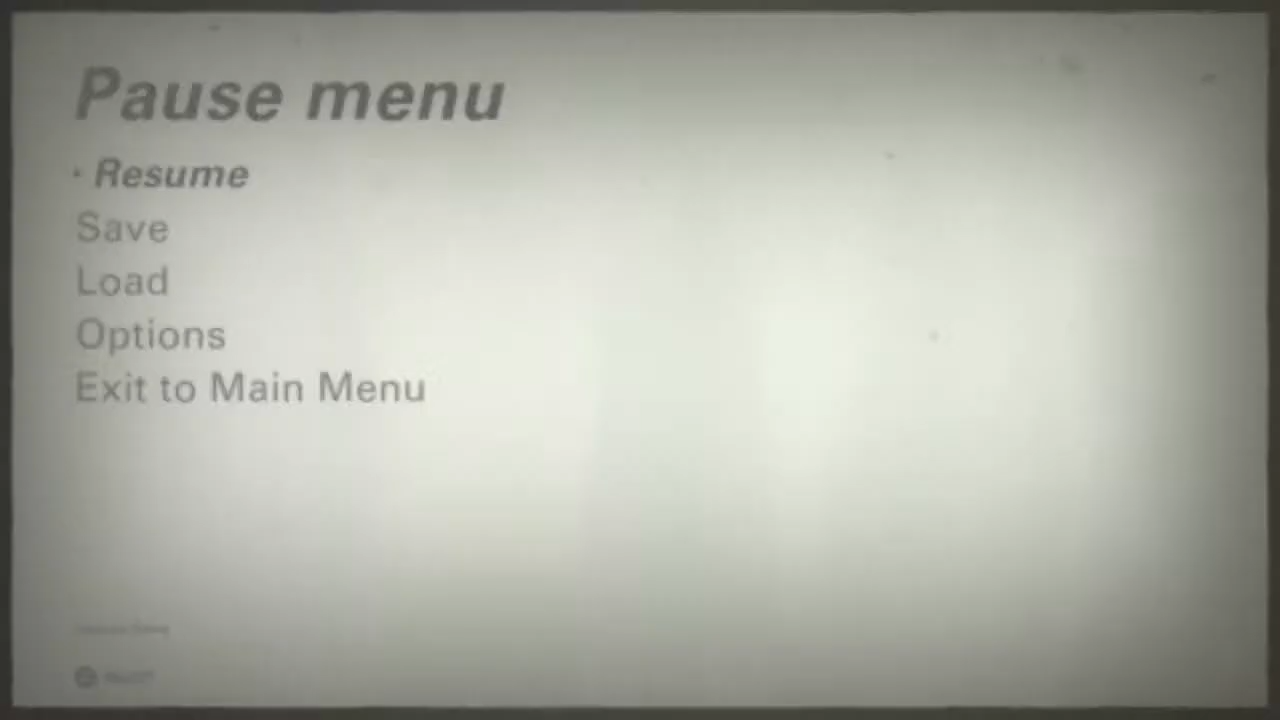 Pause menu
· Resume
Save
Load
Options
Exit to Main Menu